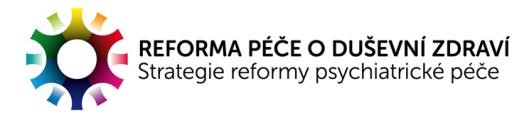 REFORMA PÉČE O DUŠEVNÍ ZDRAVÍ
Strategie reformy psychiatrické péče